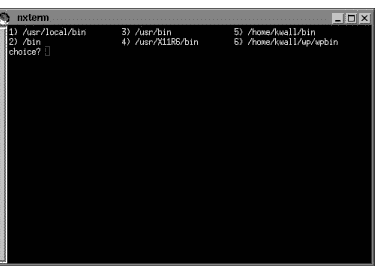 nxterm
1) /usr/local/bin 3) /usr/bin 5) /home/kwall/bin
2) /bin 4) /usr/X11R6/bin 6) /home/kwall/wp/wpbin
choice?